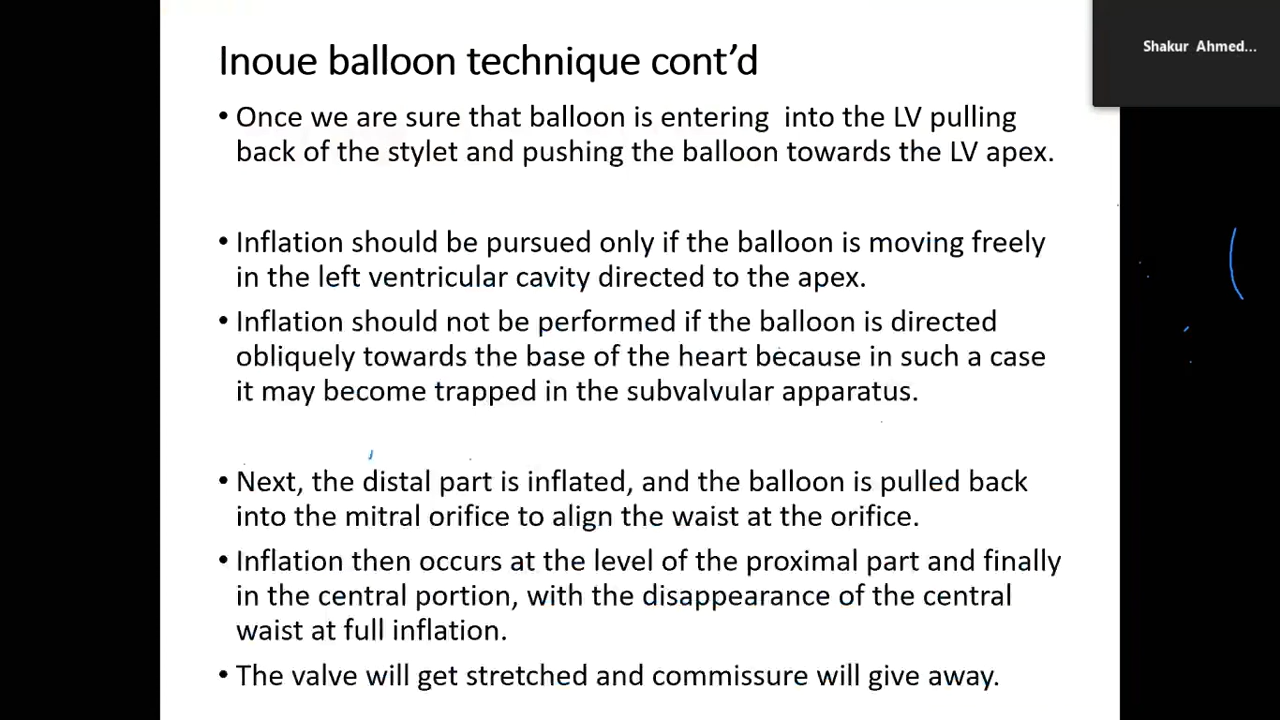 Inoue balloon technique cont’d
Shakur Ahmed...
• Once we are sure that balloon is entering into the LV pulling
back of the stylet and pushing the balloon towards the LV apex.
• Inflation should be pursued only if the balloon is moving freely
in the left ventricular cavity directed to the apex.
• Inflation should not be performed if the balloon is directed
obliquely towards the base of the heart because in such a case
it may become trapped in the subvalvular apparatus.
• Next, the distal part is inflated, and the balloon is pulled back
into the mitral orifice to align the waist at the orifice.
• Inflation then occurs at the level of the proximal part and finally
in the central portion, with the disappearance of the central
waist at full inflation.
• The valve will get stretched and commissure will give away.